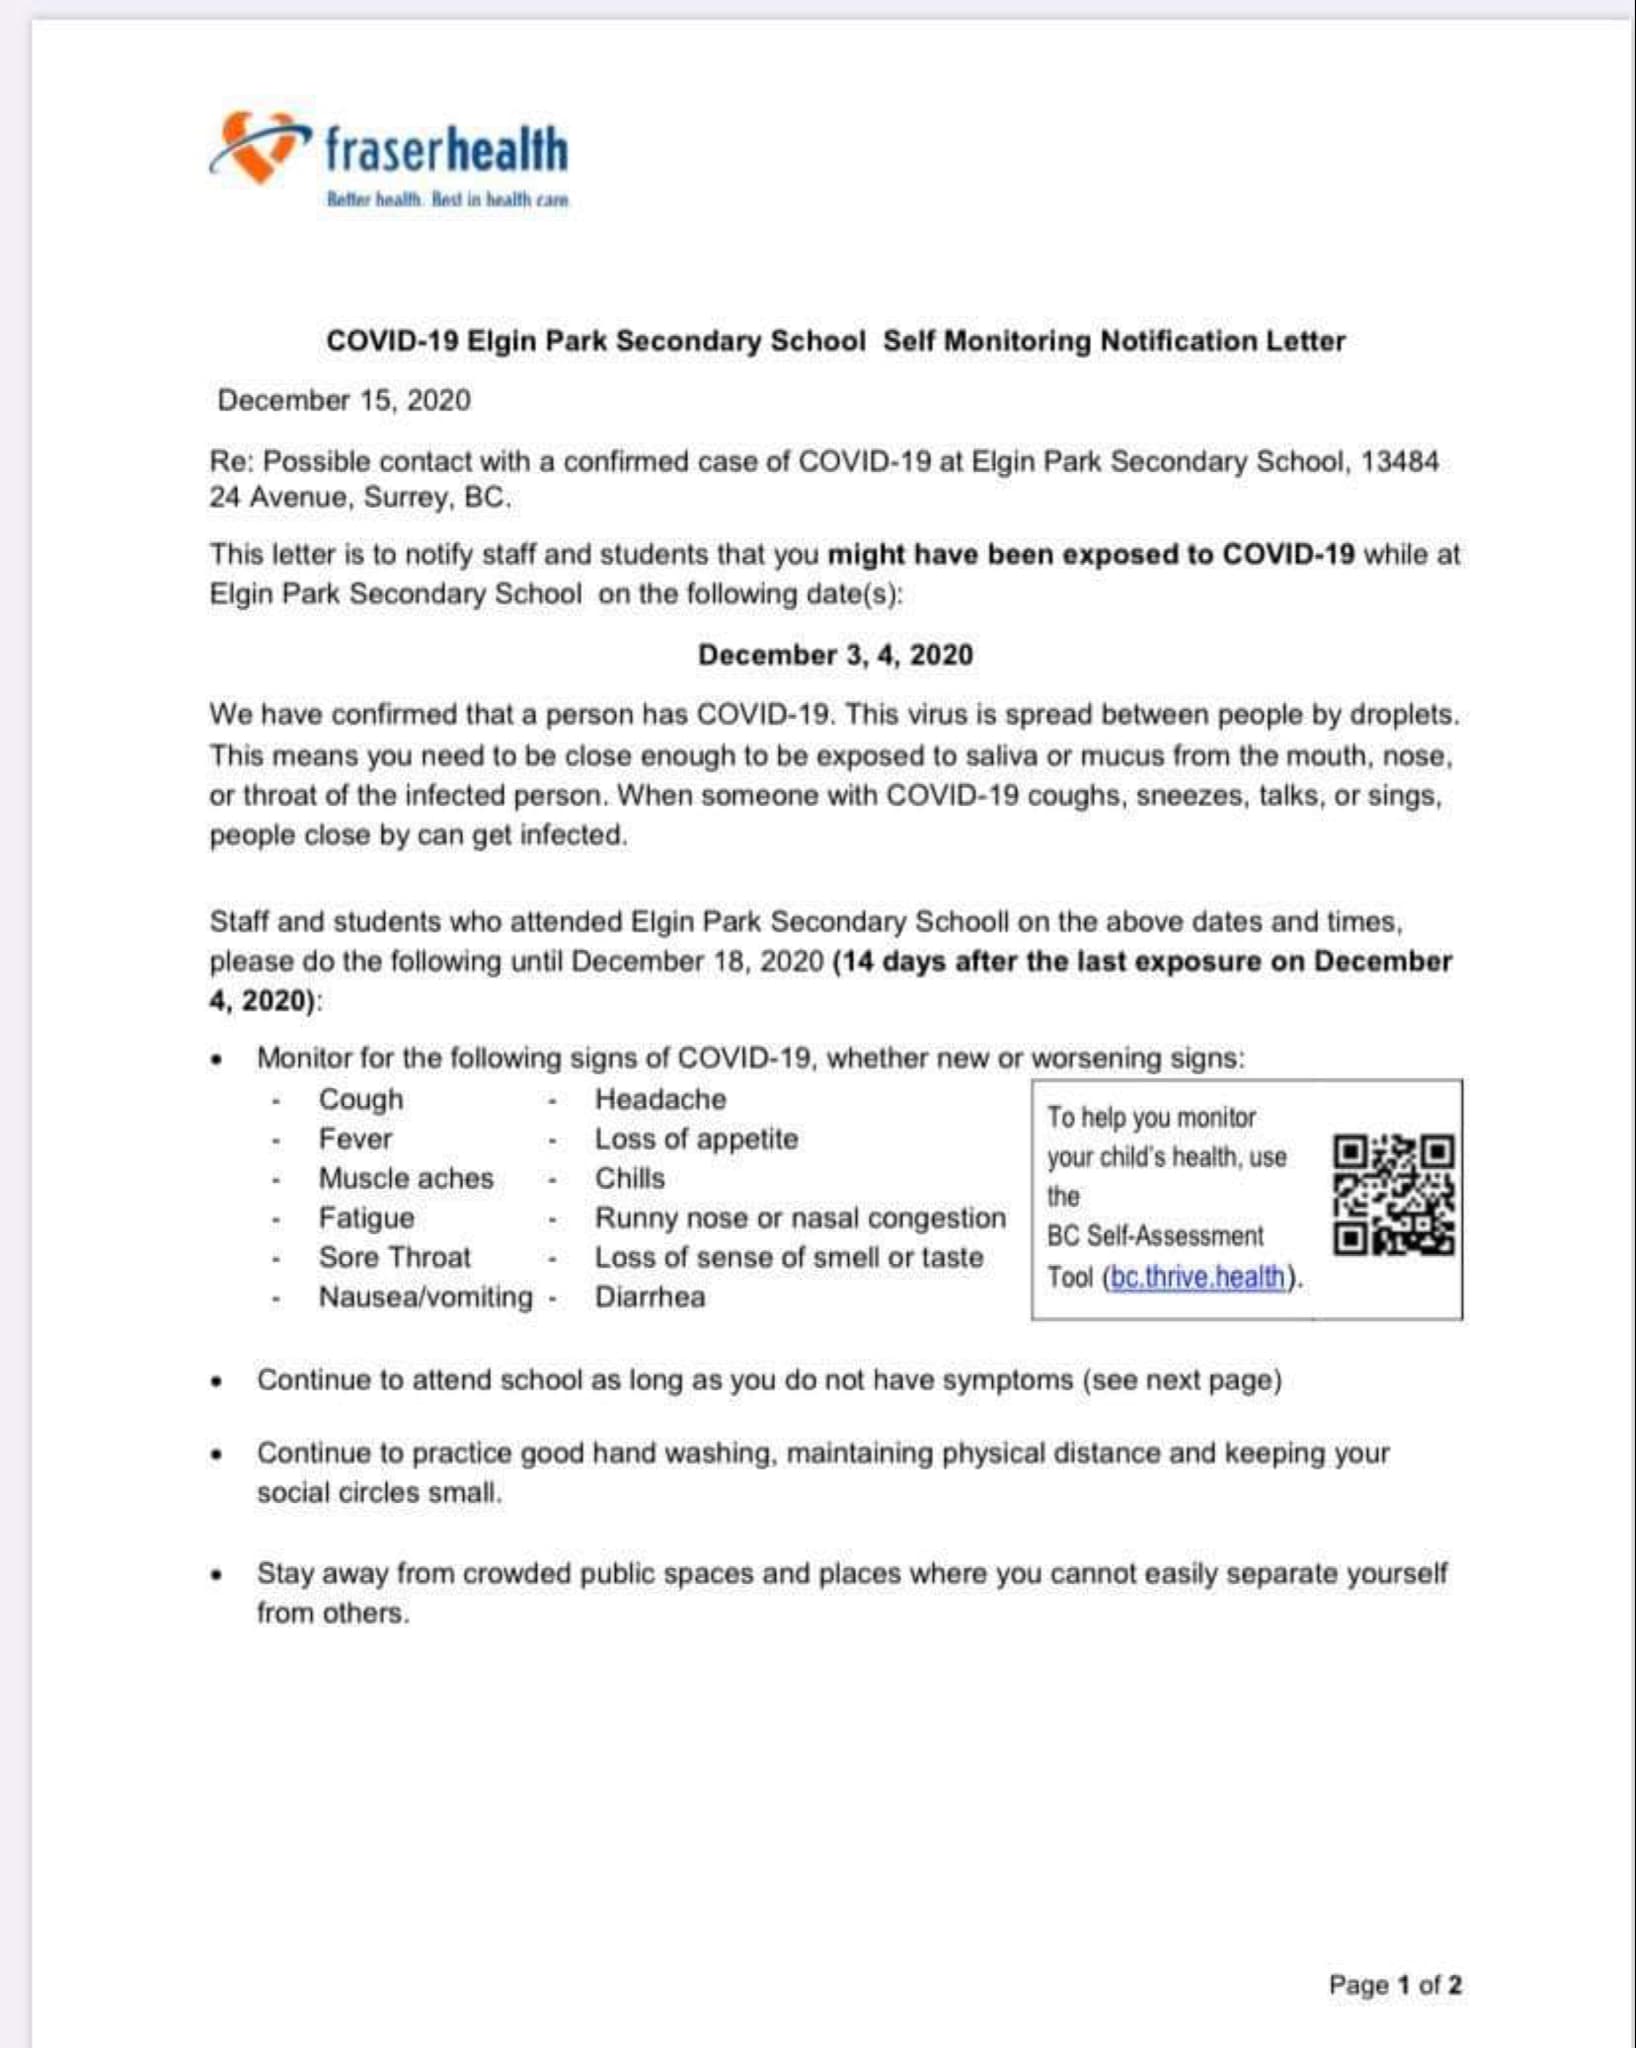 fraserhealth
Better health. Best in health care
COVID-19 Elgin Park Secondary School  Self Monitoring Notification Letter
December 15, 2020
Re: Possible contact with a confirmed case of COVID-19 at Elgin Park Secondary School, 13484
24 Avenue, Surrey, BC.
This letter is to notify staff and students that you might have been exposed to COVID-19 while at
Elgin Park Secondary School  on the following date(s):
December 3, 4, 2020
We have confirmed that a person has COVID-19. This virus is spread between people by droplets.
This means you need to be close enough to be exposed to saliva or mucus from the mouth, nose,
or throat of the infected person. When someone with COVID-19 coughs, sneezes, talks, or sings,
people close by can get infected.
Staff and students who attended Elgin Park Secondary Schooll on the above dates and times,
please do the following until December 18, 2020 (14 days after the last exposure on December
4, 2020):
• Monitor for the following signs of COVID-19, whether new or worsening signs:
- Cough - Headache
- Fever - Loss of appetite
- Muscle aches - Chills
- Fatigue - Runny nose or nasal congestion
- Sore Throat - Loss of sense of smell or taste
- Nausea/vomiting - Diarrhea
To help you monitor
your child's health, use
the
BC Self-Assessment
Tool (bc.thrive.health).
• Continue to attend school as long as you do not have symptoms (see next page)
• Continue to practice good hand washing, maintaining physical distance and keeping your
social circles small.
• Stay away from crowded public spaces and places where you cannot easily separate yourself
from others.
Page 1 of 2